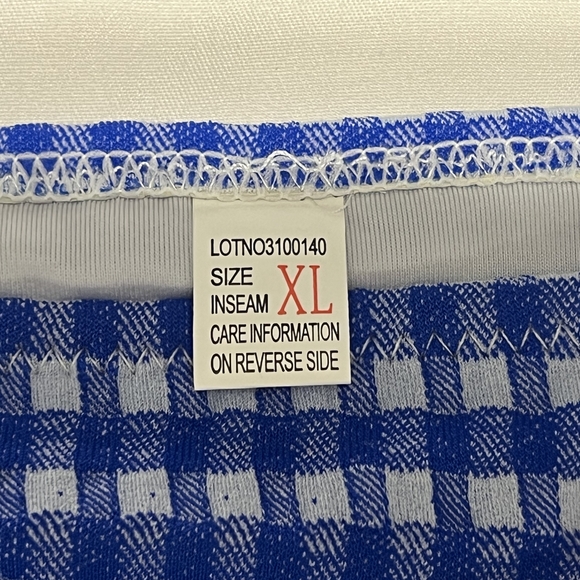 LOTNO3100140
SIZE
INSEAM XL
CARE INFORMATION
ON REVERSE SIDE